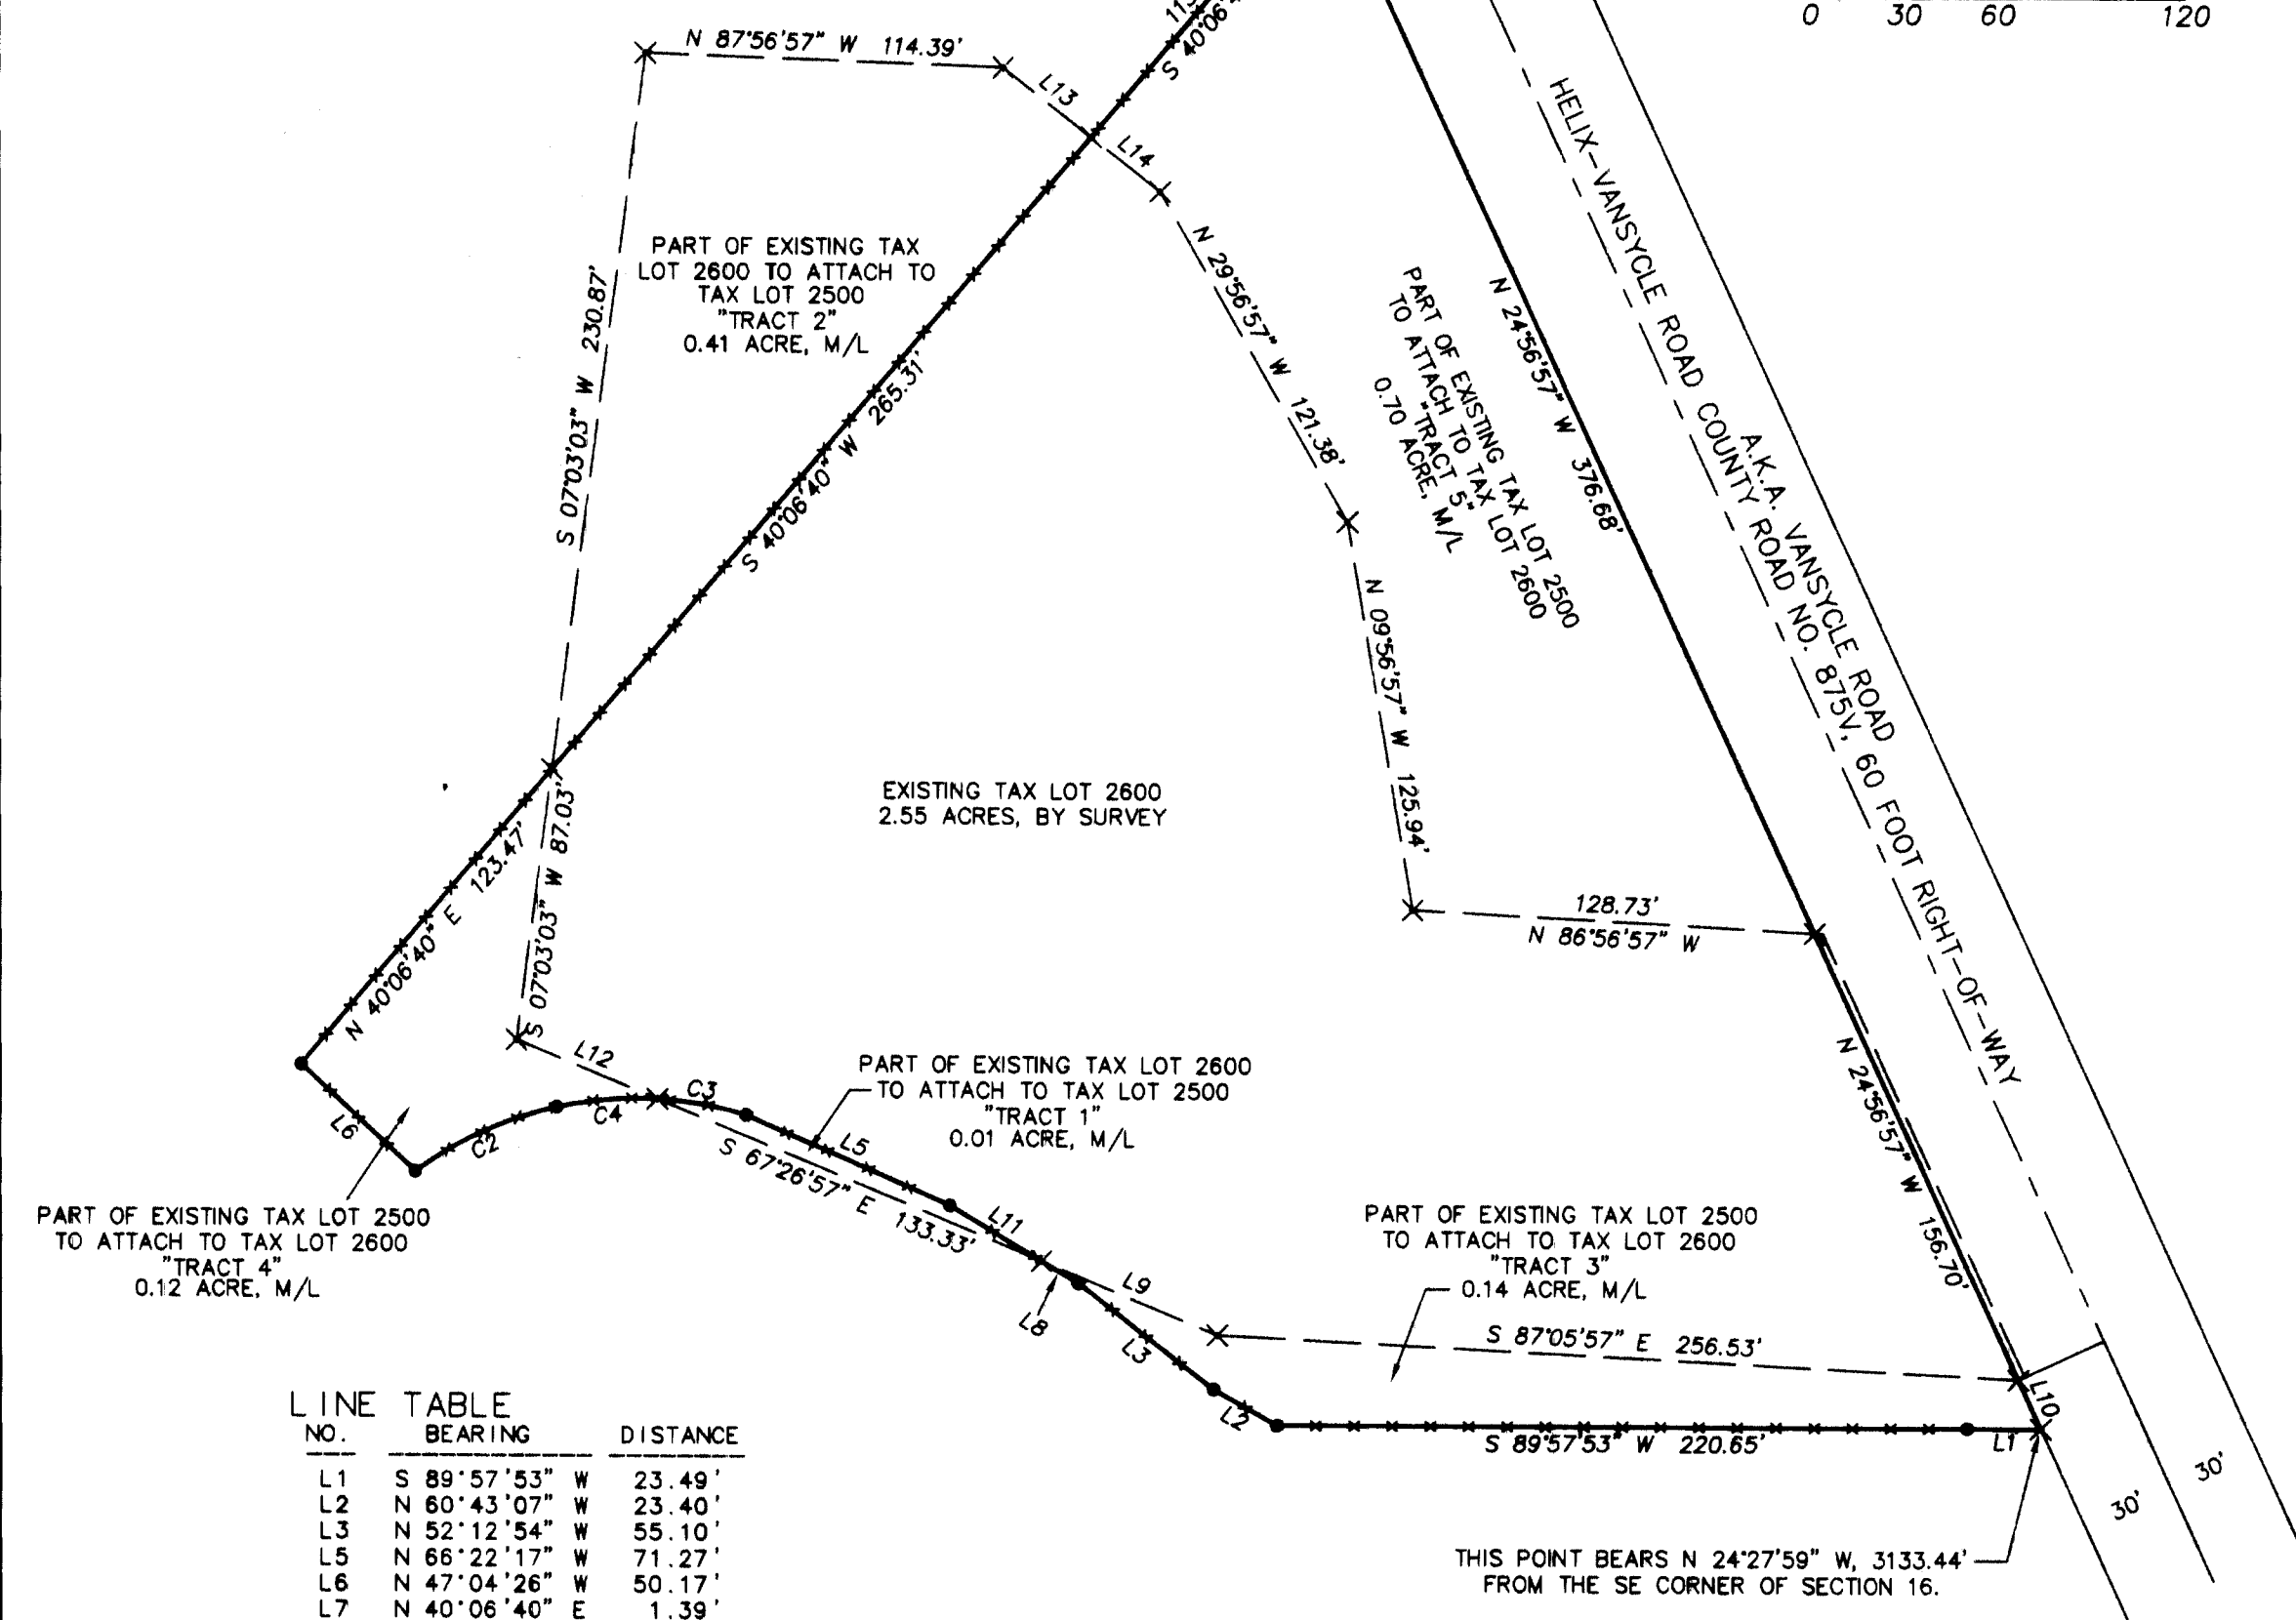 0 30 60 120
N 87°56'57" W 114.39'
S 40°06'
L13
L14
HELIX-VANSYCLE ROAD COUNTY ROAD NO. 875V, 60 FOOT RIGHT-OF-WAY
A.K.A. VANSYCLE ROAD
PART OF EXISTING TAX
LOT 2600 TO ATTACH TO
TAX LOT 2500
"TRACT 2"
0.41 ACRE, M/L
S 07°03'03" W 230.87'
S 40°06'40" W 265.31'
N 29°56'57" W 121.38'
PART OF EXISTING TAX LOT 2500
TO ATTACH TO TAX LOT 2600
"TRACT 5"
0.70 ACRE, M/L
N 24°56'57" W 376.68'
N 09°56'57" W 125.94'
EXISTING TAX LOT 2600
2.55 ACRES, BY SURVEY
128.73'
N 86°56'57" W
N 40°06'40" E 123.47'
S 07°03'03" W 87.03'
N 24°56'57" W 156.70'
L12
C3
C4
C2
L6
L5
PART OF EXISTING TAX LOT 2600
TO ATTACH TO TAX LOT 2500
"TRACT 1"
0.01 ACRE, M/L
S 67°26'57" E 133.33'
L11
PART OF EXISTING TAX LOT 2500
TO ATTACH TO TAX LOT 2600
"TRACT 4"
0.12 ACRE, M/L
PART OF EXISTING TAX LOT 2500
TO ATTACH TO TAX LOT 2600
"TRACT 3"
0.14 ACRE, M/L
L9
L8
L3
L2
S 87°05'57" E 256.53'
L10
S 89°57'53" W 220.65'
L1
30'
30'
THIS POINT BEARS N 24°27'59" W, 3133.44'
FROM THE SE CORNER OF SECTION 16.
LINE TABLE
NO. BEARING DISTANCE
L1 S 89°57'53" W 23.49'
L2 N 60°43'07" W 23.40'
L3 N 52°12'54" W 55.10'
L5 N 66°22'17" W 71.27'
L6 N 47°04'26" W 50.17'
L7 N 40°06'40" E 1.39'